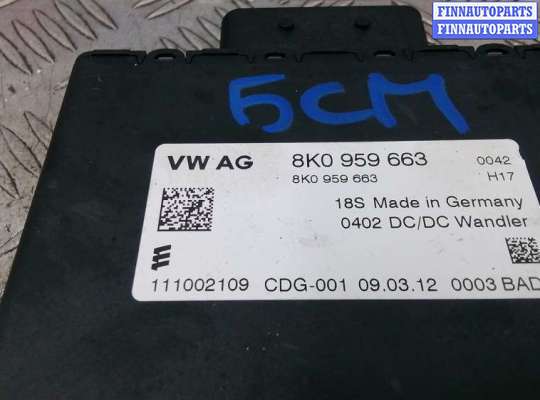 FINNAUTOPARTS
FINNAUTOPARTS
FINNAUTOPARTS
БСМ
VW AG 8K0 959 663 0042
8K0 959 663 H17
18S Made in Germany
0402 DC/DC Wandler
111002109 CDG-001 09.03.12 0003 BAD